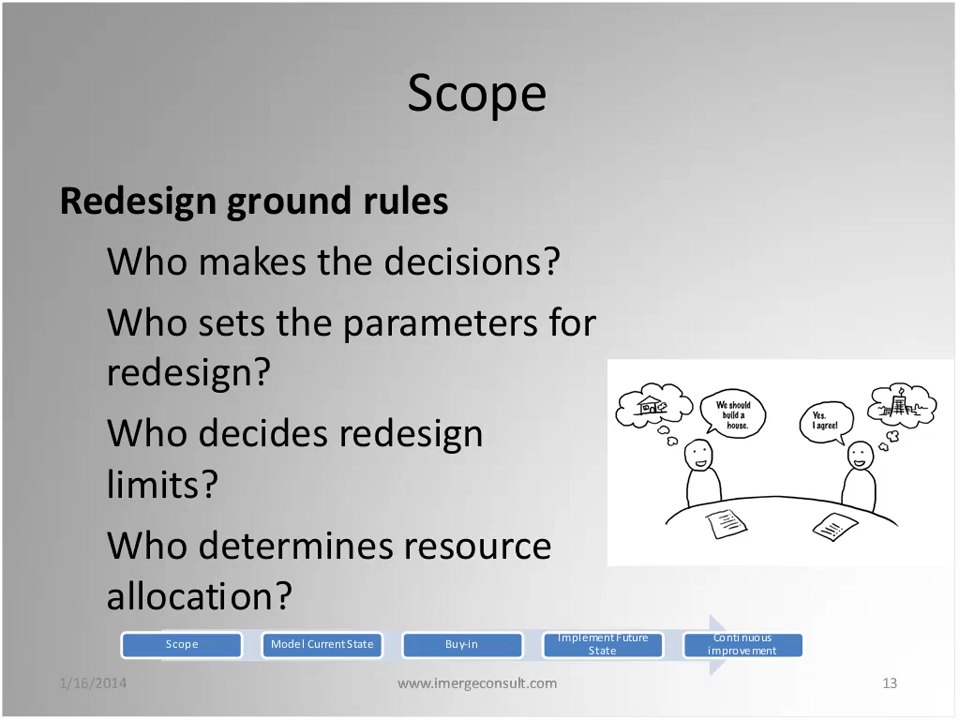 Scope
Redesign ground rules
Who makes the decisions?
Who sets the parameters for
redesign?
Who decides redesign
limits?
Who determines resource
allocation?
We should
build a
house.
Yes.
I agree!
Scope
Model Current State
Buy-in
Implement Future
State
Continuous
improvement
1/16/2014
www.imergeconsult.com
13